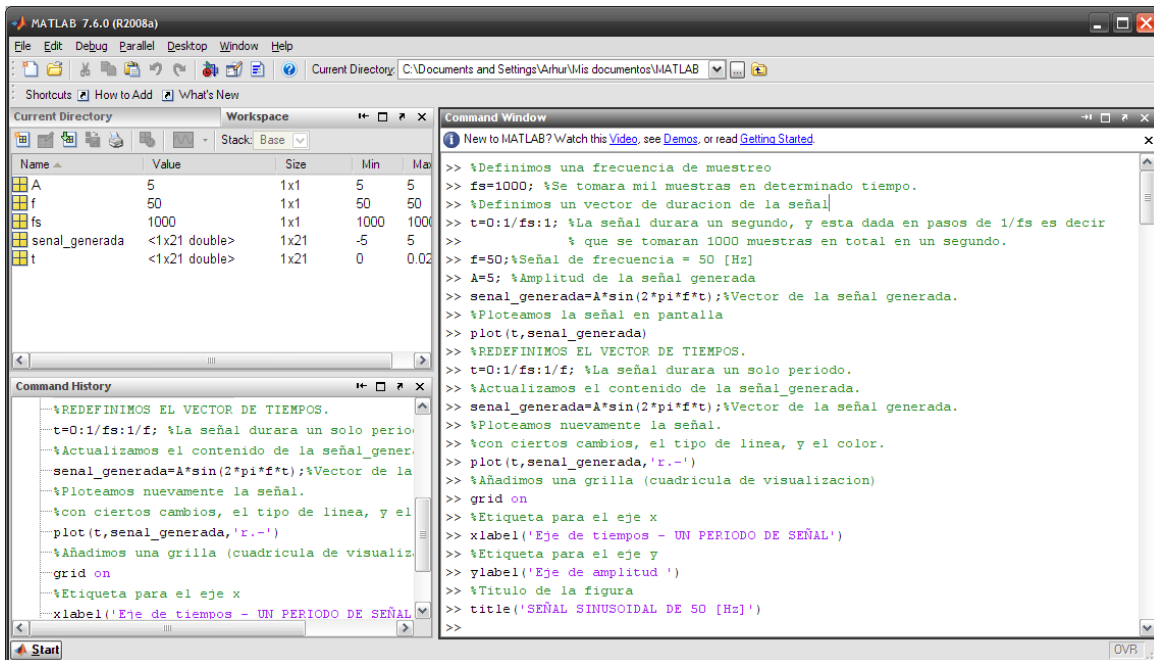 MATLAB 7.6.0 (R2008a)
File Edit Debug Parallel Desktop Window Help
Current Directory: C:\Documents and Settings\Arhur\Mis documentos\MATLAB
Shortcuts How to Add What's New
Current Directory Workspace
Stack: Base
Name Value Size Min Max
A 5 1x1 5 5
f 50 1x1 50 50
fs 1000 1x1 1000 1000
senal_generada <1x21 double> 1x21 -5 5
t <1x21 double> 1x21 0 0.02
Command History
%REDEFINIMOS EL VECTOR DE TIEMPOS.
t=0:1/fs:1/f; %La señal durara un solo perio
%Actualizamos el contenido de la señal_gener
senal_generada=A*sin(2*pi*f*t);%Vector de la
%Ploteamos nuevamente la señal.
%con ciertos cambios, el tipo de linea, y el
plot(t,senal_generada,'r.-')
%Añadimos una grilla (cuadricula de visualiz
grid on
%Etiqueta para el eje x
xlabel('Eje de tiempos - UN PERIODO DE SEÑAL
Start
Command Window
New to MATLAB? Watch this Video, see Demos, or read Getting Started.
>> %Definimos una frecuencia de muestreo
>> fs=1000; %Se tomara mil muestras en determinado tiempo.
>> %Definimos un vector de duracion de la señal
>> t=0:1/fs:1; %La señal durara un segundo, y esta dada en pasos de 1/fs es decir
>> % que se tomaran 1000 muestras en total en un segundo.
>> f=50;%Señal de frecuencia = 50 [Hz]
>> A=5; %Amplitud de la señal generada
>> senal_generada=A*sin(2*pi*f*t);%Vector de la señal generada.
>> %Ploteamos la señal en pantalla
>> plot(t,senal_generada)
>> %REDEFINIMOS EL VECTOR DE TIEMPOS.
>> t=0:1/fs:1/f; %La señal durara un solo periodo.
>> %Actualizamos el contenido de la señal_generada.
>> senal_generada=A*sin(2*pi*f*t);%Vector de la señal generada.
>> %Ploteamos nuevamente la señal.
>> %con ciertos cambios, el tipo de linea, y el color.
>> plot(t,senal_generada,'r.-')
>> %Añadimos una grilla (cuadricula de visualizacion)
>> grid on
>> %Etiqueta para el eje x
>> xlabel('Eje de tiempos - UN PERIODO DE SEÑAL')
>> %Etiqueta para el eje y
>> ylabel('Eje de amplitud ')
>> %Titulo de la figura
>> title('SEÑAL SINUSOIDAL DE 50 [Hz]')
>>
OVR